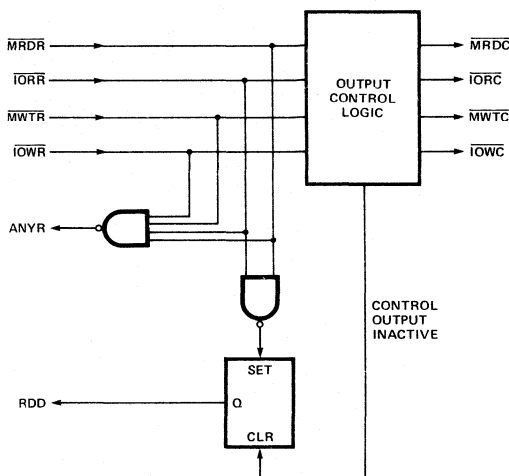 MRDR
IORR
MWTR
IOWR
OUTPUT
CONTROL
LOGIC
MRDC
IORC
MWTC
IOWC
ANYR
CONTROL
OUTPUT
INACTIVE
SET
RDD
Q
CLR